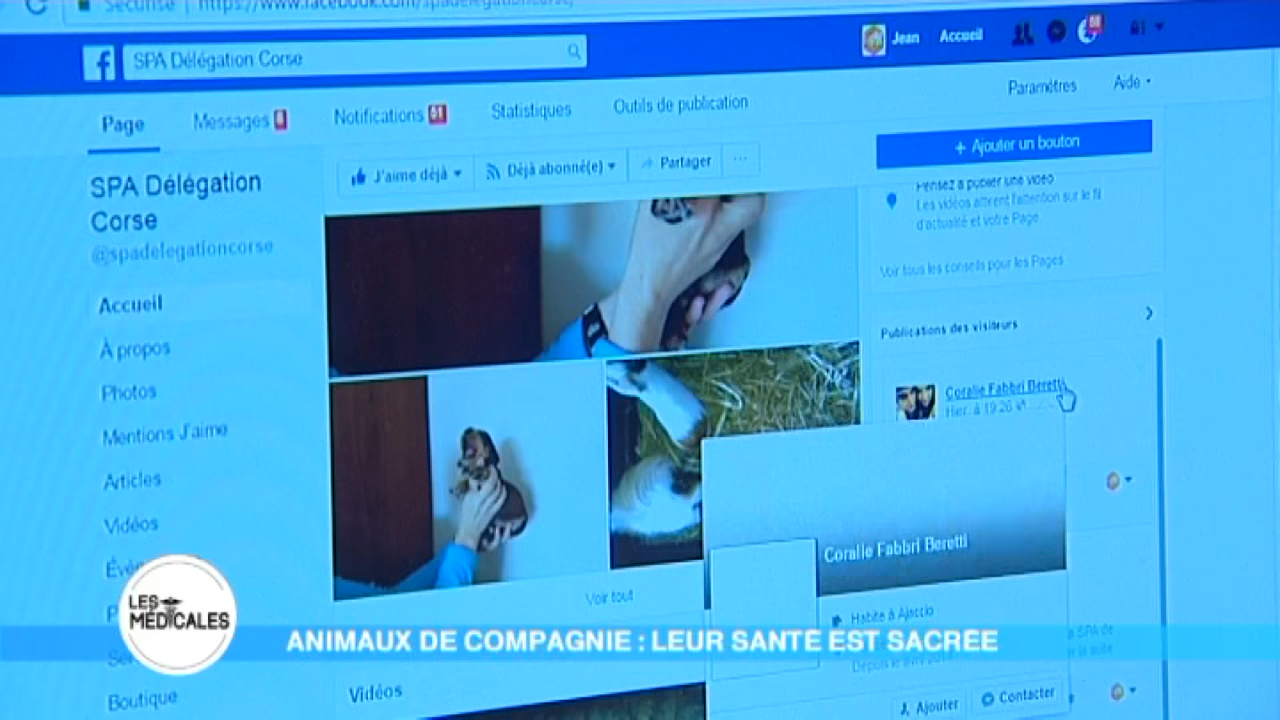 Sécurisé | https://www.facebook.com/spadelegationcorse/
SPA Délégation Corse
Jean Accueil
Page Messages Notifications 61 Statistiques Outils de publication Paramètres Aide
SPA Délégation
Corse
@spadelegationcorse
J'aime déjà Déjà abonné(e) Partager ...
+ Ajouter un bouton
Pensez à publier une vidéo
Les vidéos attirent l'attention sur le fil
d'actualité et votre Page.
Voir tous les conseils pour les Pages
Publications des visiteurs
Coralie Fabbri Beretti
Hier, à 19:26
Accueil
À propos
Photos
Mentions J'aime
Articles
Vidéos
Boutique
Voir tout
Vidéos
Coralie Fabbri Beretti
Habite à Ajaccio
Ajouter Contacter
LES
MÉDICALES
ANIMAUX DE COMPAGNIE : LEUR SANTÉ EST SACRÉE